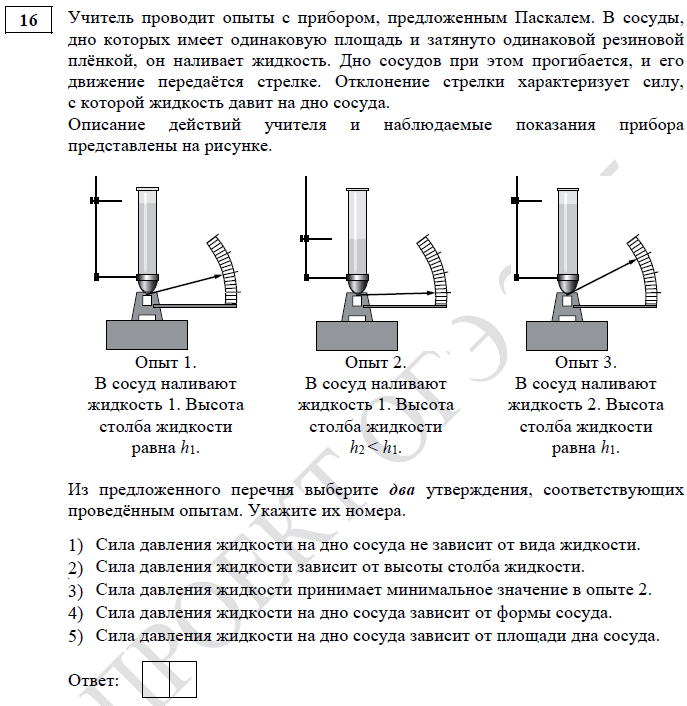 16
Учитель проводит опыты с прибором, предложенным Паскалем. В сосуды,
дно которых имеет одинаковую площадь и затянуто одинаковой резиновой
плёнкой, он наливает жидкость. Дно сосудов при этом прогибается, и его
движение передаётся стрелке. Отклонение стрелки характеризует силу,
с которой жидкость давит на дно сосуда.
Описание действий учителя и наблюдаемые показания прибора
представлены на рисунке.
Опыт 1.
В сосуд наливают
жидкость 1. Высота
столба жидкости
равна h1.
Опыт 2.
В сосуд наливают
жидкость 1. Высота
столба жидкости
h2 < h1.
Опыт 3.
В сосуд наливают
жидкость 2. Высота
столба жидкости
равна h1.
Из предложенного перечня выберите два утверждения, соответствующих
проведённым опытам. Укажите их номера.
1) Сила давления жидкости на дно сосуда не зависит от вида жидкости.
2) Сила давления жидкости зависит от высоты столба жидкости.
3) Сила давления жидкости принимает минимальное значение в опыте 2.
4) Сила давления жидкости на дно сосуда зависит от формы сосуда.
5) Сила давления жидкости на дно сосуда зависит от площади дна сосуда.
Ответ:
ПРОЕКТ ОГЭ